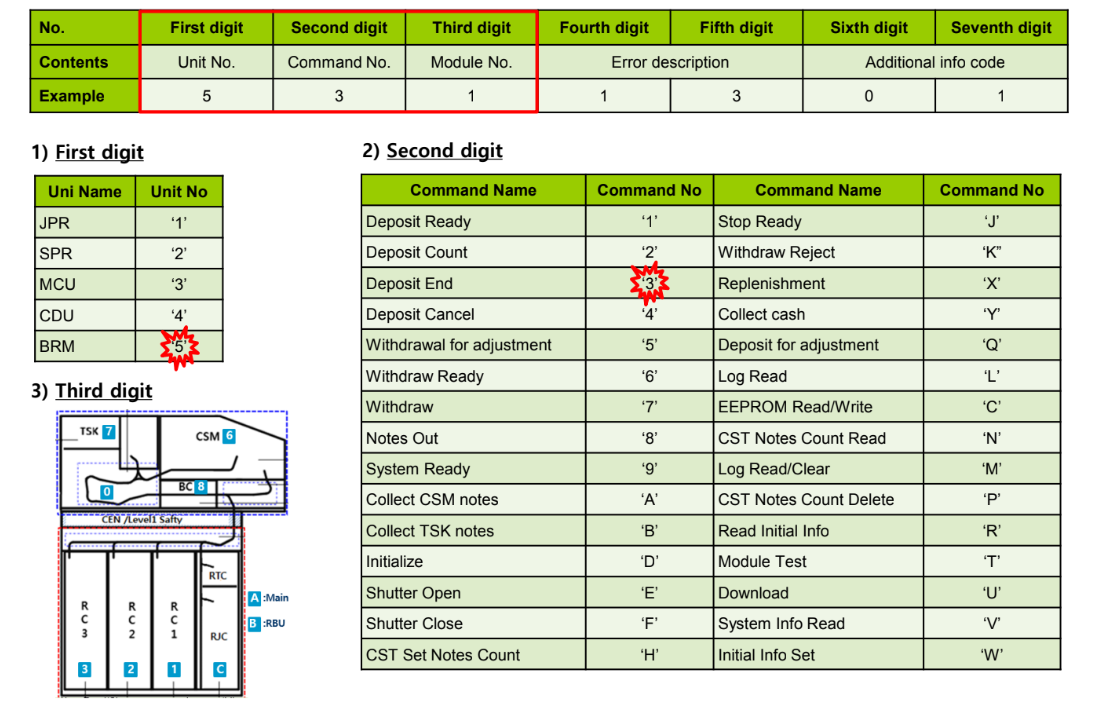 No. First digit Second digit Third digit Fourth digit Fifth digit Sixth digit Seventh digit
Contents Unit No. Command No. Module No. Error description Additional info code
Example 5 3 1 1 3 0 1
1) First digit
Uni Name Unit No
JPR ‘1’
SPR ‘2’
MCU ‘3’
CDU ‘4’
BRM ‘5’
2) Second digit
Command Name Command No Command Name Command No
Deposit Ready ‘1’ Stop Ready ‘J’
Deposit Count ‘2’ Withdraw Reject ‘K”
Deposit End ‘3’ Replenishment ‘X’
Deposit Cancel ‘4’ Collect cash ‘Y’
Withdrawal for adjustment ‘5’ Deposit for adjustment ‘Q’
Withdraw Ready ‘6’ Log Read ‘L’
Withdraw ‘7’ EEPROM Read/Write ‘C’
Notes Out ‘8’ CST Notes Count Read ‘N’
System Ready ‘9’ Log Read/Clear ‘M’
Collect CSM notes ‘A’ CST Notes Count Delete ‘P’
Collect TSK notes ‘B’ Read Initial Info ‘R’
Initialize ‘D’ Module Test ‘T’
Shutter Open ‘E’ Download ‘U’
Shutter Close ‘F’ System Info Read ‘V’
CST Set Notes Count ‘H’ Initial Info Set ‘W’
3) Third digit
TSK 7
CSM 6
0
BC 8
CEN /Level1 Safty
RTC
A :Main
B :RBU
R R R
C C C
3 2 1 RJC
3 2 1 C